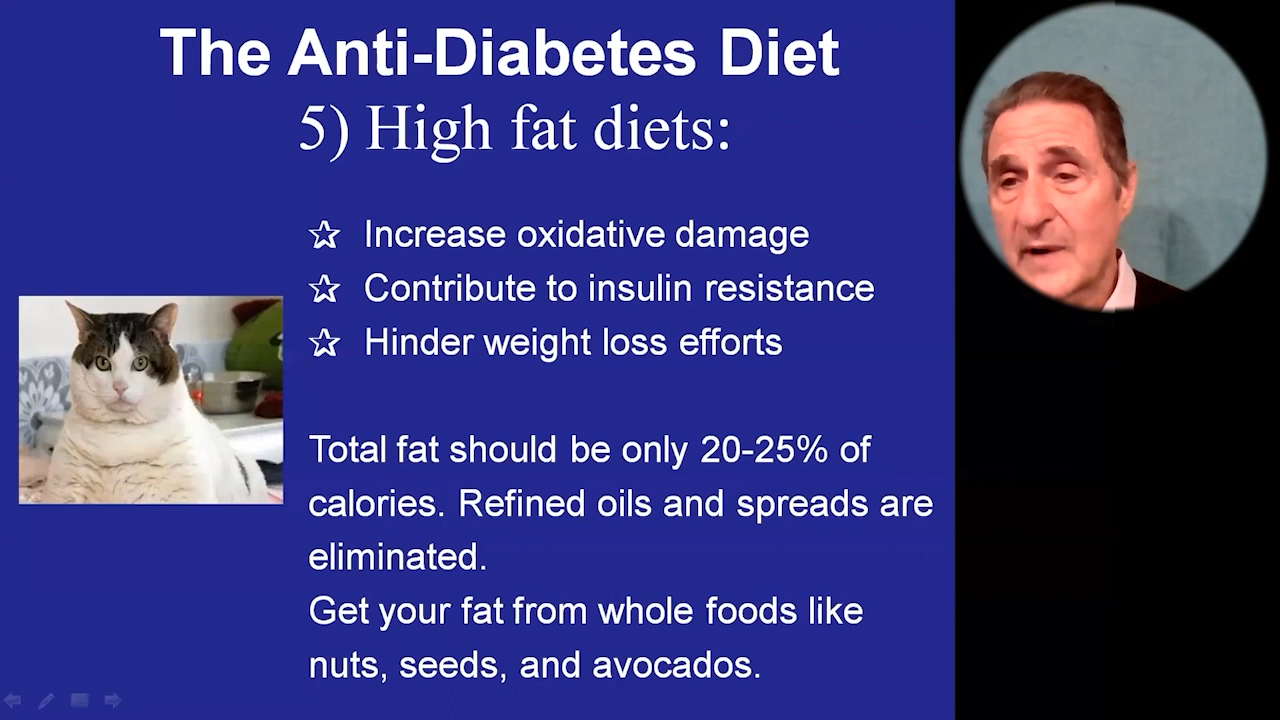 The Anti-Diabetes Diet
5) High fat diets:
☆ Increase oxidative damage
☆ Contribute to insulin resistance
☆ Hinder weight loss efforts
Total fat should be only 20-25% of
calories. Refined oils and spreads are
eliminated.
Get your fat from whole foods like
nuts, seeds, and avocados.